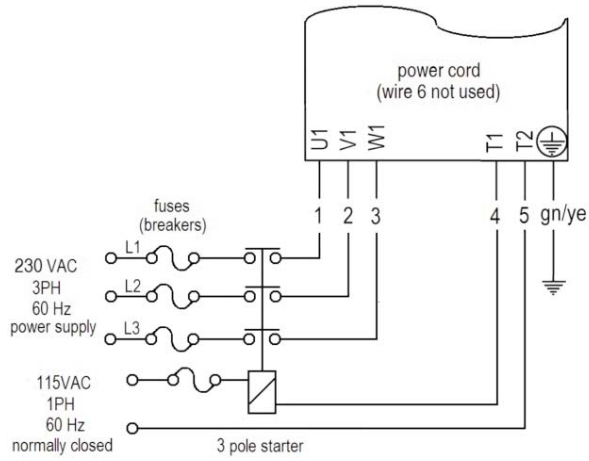 power cord
(wire 6 not used)
U1 V1 W1 T1 T2
1 2 3 4 5 gn/ye
fuses
(breakers)
L1
230 VAC
3PH
60 Hz
power supply
L2
L3
115VAC
1PH
60 Hz
normally closed
3 pole starter